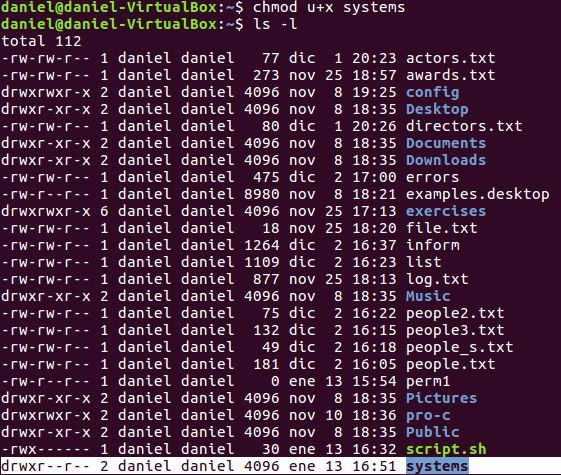 daniel@daniel-VirtualBox:~$ chmod u+x systems
daniel@daniel-VirtualBox:~$ ls -l
total 112
-rw-rw-r-- 1 daniel daniel   77 dic  1 20:23 actors.txt
-rw-rw-r-- 1 daniel daniel  273 nov 25 18:57 awards.txt
drwxrwxr-x 2 daniel daniel 4096 nov  8 19:25 config
drwxr-xr-x 2 daniel daniel 4096 nov  8 18:35 Desktop
-rw-rw-r-- 1 daniel daniel   80 dic  1 20:26 directors.txt
drwxr-xr-x 2 daniel daniel 4096 nov  8 18:35 Documents
drwxr-xr-x 2 daniel daniel 4096 nov  8 18:35 Downloads
-rw-rw-r-- 1 daniel daniel  475 dic  2 17:00 errors
-rw-r--r-- 1 daniel daniel 8980 nov  8 18:21 examples.desktop
drwxrwxr-x 6 daniel daniel 4096 nov 25 17:13 exercises
-rw-rw-r-- 1 daniel daniel   18 nov 25 18:20 file.txt
-rw-rw-r-- 1 daniel daniel 1264 dic  2 16:37 inform
-rw-rw-r-- 1 daniel daniel 1109 dic  2 16:23 list
-rw-rw-r-- 1 daniel daniel  877 nov 25 18:13 log.txt
drwxr-xr-x 2 daniel daniel 4096 nov  8 18:35 Music
-rw-rw-r-- 1 daniel daniel   75 dic  2 16:22 people2.txt
-rw-rw-r-- 1 daniel daniel  132 dic  2 16:15 people3.txt
-rw-rw-r-- 1 daniel daniel   49 dic  2 16:18 people_s.txt
-rw-rw-r-- 1 daniel daniel  181 dic  2 16:05 people.txt
-rw-r--r-- 1 daniel daniel    0 ene 13 15:54 perm1
drwxr-xr-x 2 daniel daniel 4096 nov  8 18:35 Pictures
drwxrwxr-x 2 daniel daniel 4096 nov 10 18:36 pro-c
drwxr-xr-x 2 daniel daniel 4096 nov  8 18:35 Public
-rwx------ 1 daniel daniel   30 ene 13 16:32 script.sh
drwxr--r-- 2 daniel daniel 4096 ene 13 16:51 systems